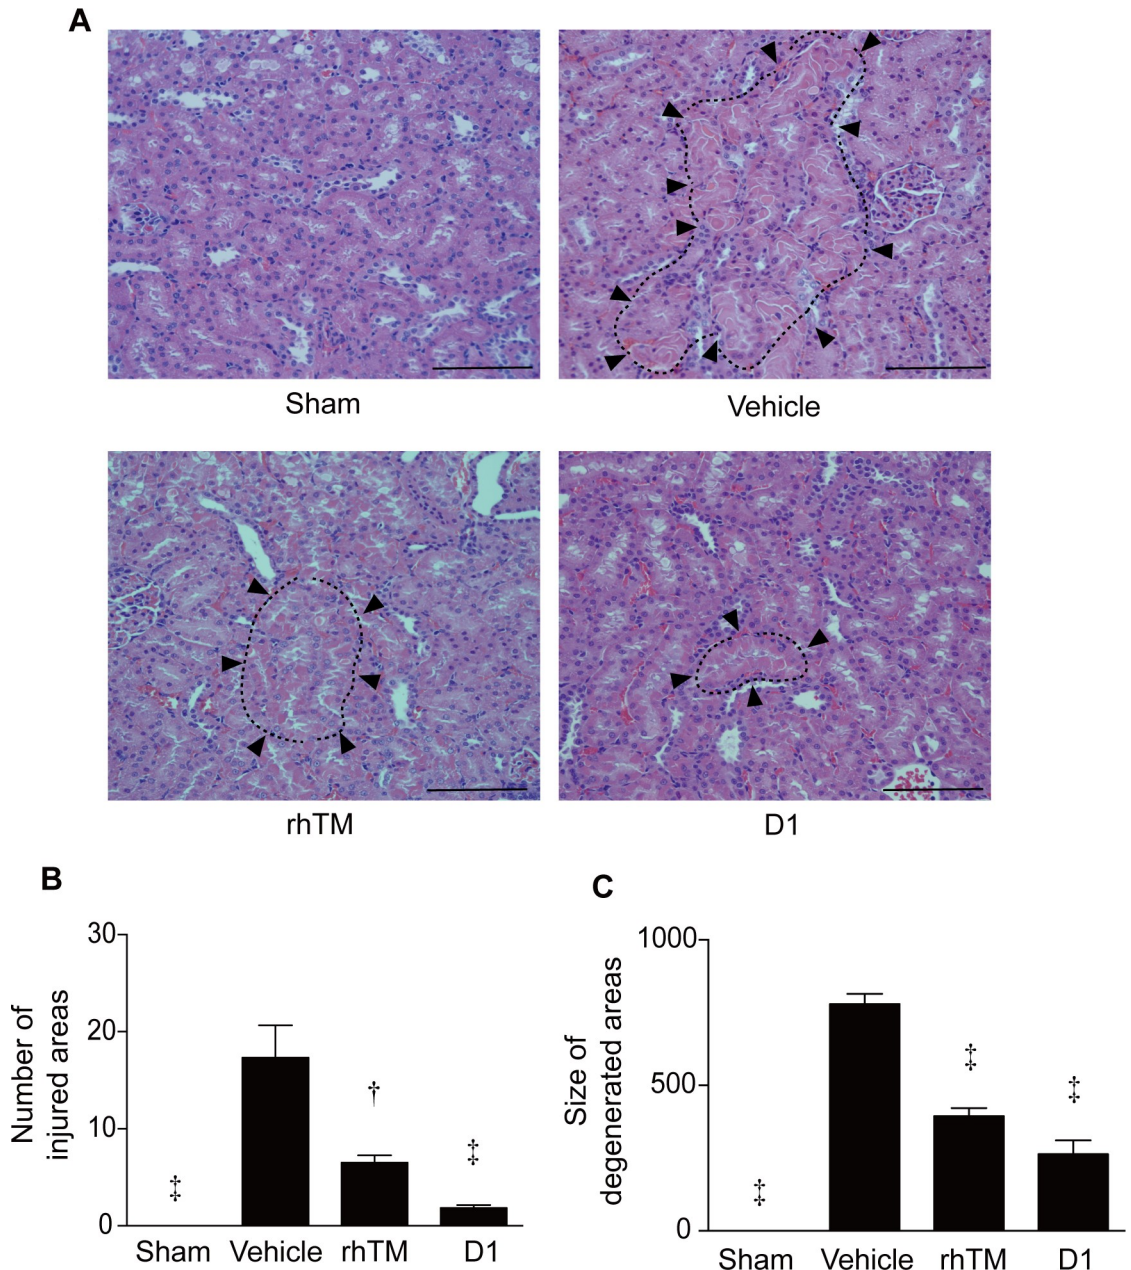 A
Sham
Vehicle
rhTM
D1
B
Number of
injured areas
30
20
10
0
†
‡
‡
Sham
Vehicle
rhTM
D1
C
Size of
degenerated areas
1000
500
0
‡
‡
‡
Sham
Vehicle
rhTM
D1